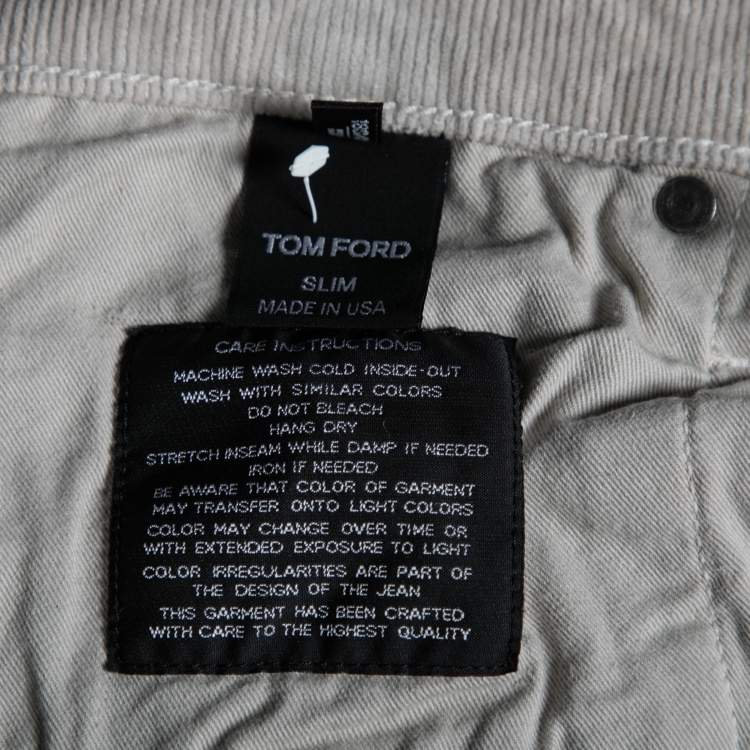 TOM FORD
SLIM
MADE IN USA
CARE INSTRUCTIONS
MACHINE WASH COLD INSIDE-OUT
WASH WITH SIMILAR COLORS
DO NOT BLEACH
HANG DRY
STRETCH INSEAM WHILE DAMP IF NEEDED
IRON IF NEEDED
BE AWARE THAT COLOR OF GARMENT
MAY TRANSFER ONTO LIGHT COLORS
COLOR MAY CHANGE OVER TIME OR
WITH EXTENDED EXPOSURE TO LIGHT
COLOR IRREGULARITIES ARE PART OF
THE DESIGN OF THE JEAN
THIS GARMENT HAS BEEN CRAFTED
WITH CARE TO THE HIGHEST QUALITY